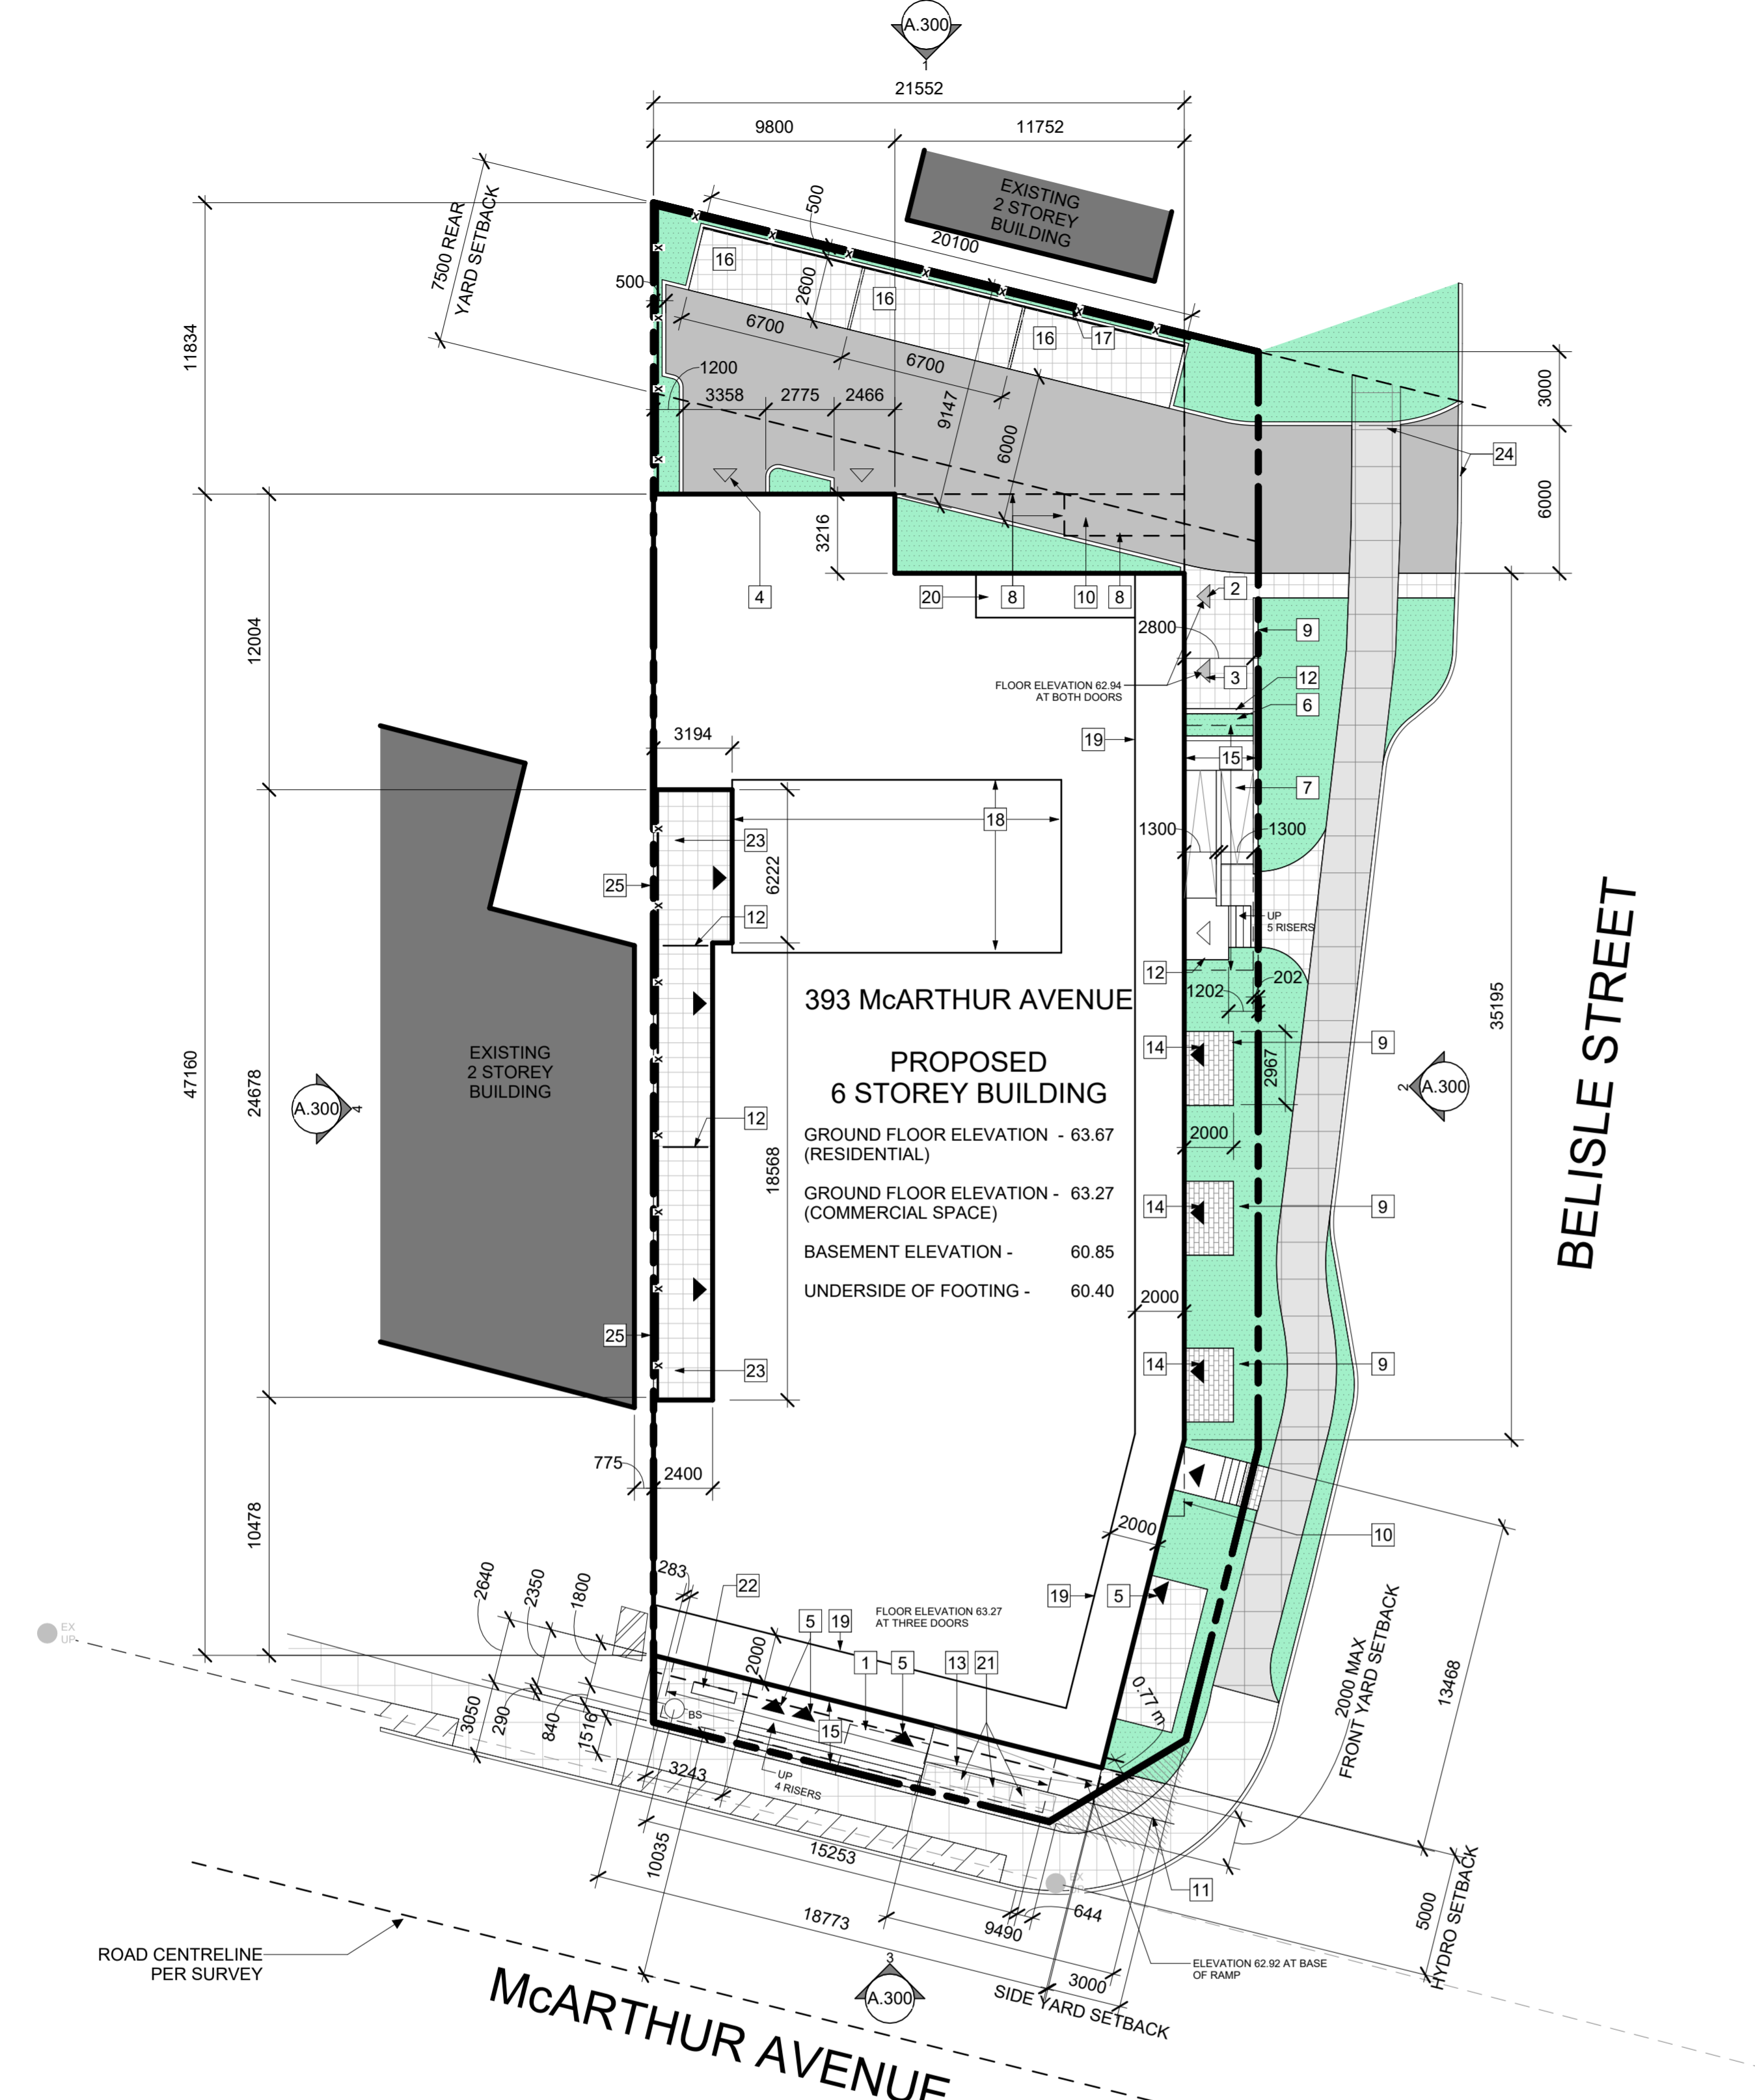 A.300
1
21552
9800
11752
EXISTING
2 STOREY
BUILDING
7500 REAR
YARD SETBACK
500
20100
16
2600
16
500
6700
16
17
11834
1200
6700
3358
2775
2466
9147
6000
3000
24
6000
3216
4
20
8
10
8
2
2800
9
12004
FLOOR ELEVATION 62.94
AT BOTH DOORS
3
12
6
3194
19
15
7
18
23
1300
1300
6222
25
12
UP
5 RISERS
12
202
1202
393 McARTHUR AVENUE
35195
BELISLE STREET
EXISTING
2 STOREY
BUILDING
PROPOSED
6 STOREY BUILDING
14
2967
9
47160
24678
A.300
4
2
A.300
12
GROUND FLOOR ELEVATION - 63.67
(RESIDENTIAL)
2000
18568
GROUND FLOOR ELEVATION - 63.27
(COMMERCIAL SPACE)
14
9
BASEMENT ELEVATION - 60.85
UNDERSIDE OF FOOTING - 60.40
2000
25
23
14
9
775
2400
10478
2000
10
2640
2350
1800
283
22
5
19
FLOOR ELEVATION 63.27
AT THREE DOORS
19
5
EX
UP
2000
1
5
13
21
2000 MAX
FRONT YARD SETBACK
13468
3050
290
840
1516
BS
15
0.77 m
3243
UP
4 RISERS
10035
15253
EX
UP
11
18773
9490
644
5000
HYDRO SETBACK
ROAD CENTRELINE
PER SURVEY
3
A.300
3000
SIDE YARD SETBACK
ELEVATION 62.92 AT BASE
OF RAMP
McARTHUR AVENUE